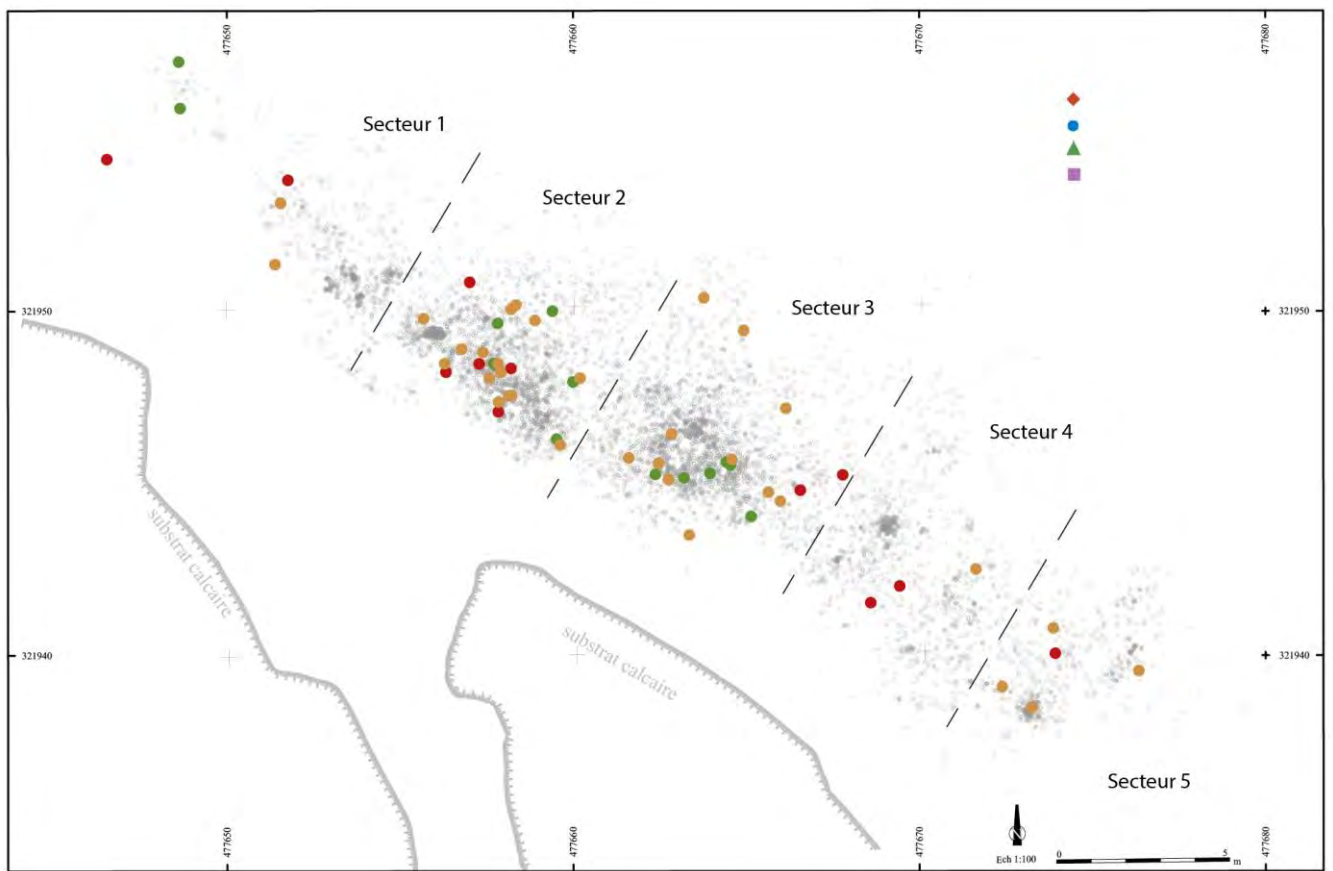 477650
477660
477670
477680
Secteur 1
Secteur 2
Secteur 3
321950
321950
Secteur 4
substrat calcaire
substrat calcaire
321940
321940
Secteur 5
477650
477660
477670
477680
N
0 5
Ech 1:100 m